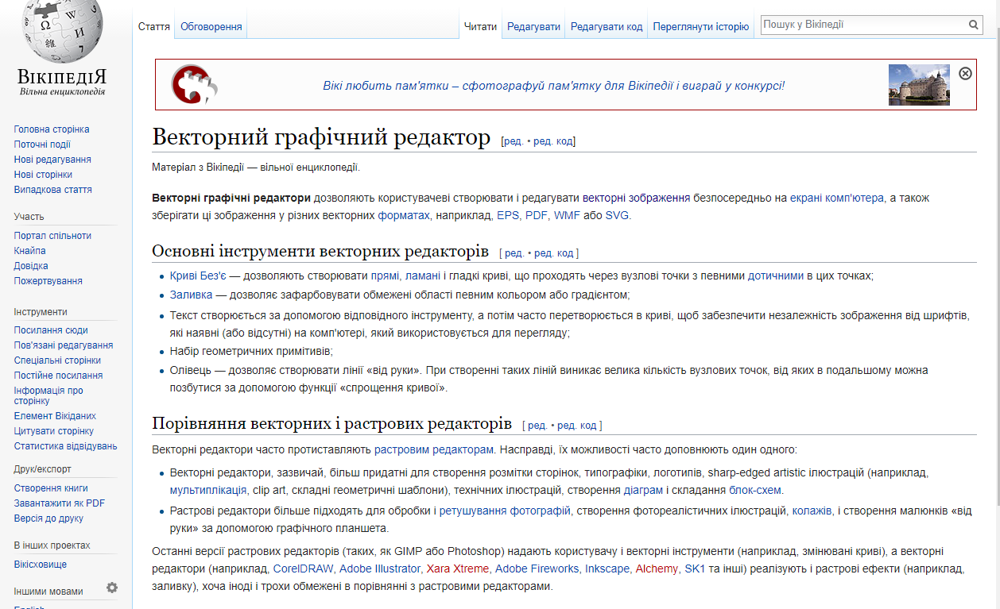 ВІКІПЕДІЯ
Вільна енциклопедія
Головна сторінка
Поточні події
Нові редагування
Нові сторінки
Випадкова стаття
Участь
Портал спільноти
Кнайпа
Довідка
Пожертвування
Інструменти
Посилання сюди
Пов'язані редагування
Спеціальні сторінки
Постійне посилання
Інформація про
сторінку
Елемент Вікіданих
Цитувати сторінку
Статистика відвідувань
Друк/експорт
Створення книги
Завантажити як PDF
Версія до друку
В інших проектах
Вікісховище
Іншими мовами
English
Стаття Обговорення Читати Редагувати Редагувати код Переглянути історію Пошук у Вікіпедії
Вікі любить пам'ятки – сфотографуй пам'ятку для Вікіпедії і виграй у конкурсі!
Векторний графічний редактор [ред. • ред. код]
Матеріал з Вікіпедії — вільної енциклопедії.
Векторні графічні редактори дозволяють користувачеві створювати і редагувати векторні зображення безпосередньо на екрані комп'ютера, а також
зберігати ці зображення у різних векторних форматах, наприклад, EPS, PDF, WMF або SVG.
Основні інструменти векторних редакторів [ ред. • ред. код ]
• Криві Без'є — дозволяють створювати прямі, ламані і гладкі криві, що проходять через вузлові точки з певними дотичними в цих точках;
• Заливка — дозволяє зафарбовувати обмежені області певним кольором або градієнтом;
• Текст створюється за допомогою відповідного інструменту, а потім часто перетворюється в криві, щоб забезпечити незалежність зображення від шрифтів,
які наявні (або відсутні) на комп'ютері, який використовується для перегляду;
• Набір геометричних примітивів;
• Олівець — дозволяє створювати лінії «від руки». При створенні таких ліній виникає велика кількість вузлових точок, від яких в подальшому можна
позбутися за допомогою функції «спрощення кривої».
Порівняння векторних і растрових редакторів [ ред. • ред. код ]
Векторні редактори часто протиставляють растровим редакторам. Насправді, їх можливості часто доповнюють один одного:
• Векторні редактори, зазвичай, більш придатні для створення розмітки сторінок, типографіки, логотипів, sharp-edged artistic ілюстрацій (наприклад,
мультиплікація, clip art, складні геометричні шаблони), технічних ілюстрацій, створення діаграм і складання блок-схем.
• Растрові редактори більше підходять для обробки і ретушування фотографій, створення фотореалістичних ілюстрацій, колажів, і створення малюнків «від
руки» за допомогою графічного планшета.
Останні версії растрових редакторів (таких, як GIMP або Photoshop) надають користувачу і векторні інструменти (наприклад, змінювані криві), а векторні
редактори (наприклад, CorelDRAW, Adobe Illustrator, Xara Xtreme, Adobe Fireworks, Inkscape, Alchemy, SK1 та інші) реалізують і растрові ефекти (наприклад,
заливку), хоча іноді і трохи обмежені в порівнянні з растровими редакторами.